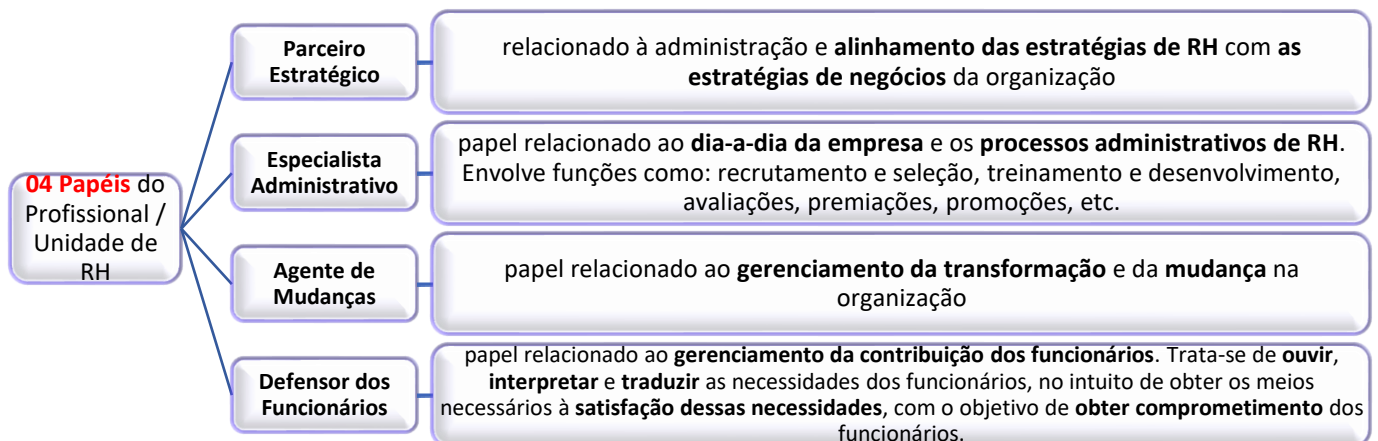 04 Papéis do
Profissional /
Unidade de
RH
Parceiro
Estratégico
relacionado à administração e alinhamento das estratégias de RH com as
estratégias de negócios da organização
Especialista
Administrativo
papel relacionado ao dia-a-dia da empresa e os processos administrativos de RH.
Envolve funções como: recrutamento e seleção, treinamento e desenvolvimento,
avaliações, premiações, promoções, etc.
Agente de
Mudanças
papel relacionado ao gerenciamento da transformação e da mudança na
organização
Defensor dos
Funcionários
papel relacionado ao gerenciamento da contribuição dos funcionários. Trata-se de ouvir,
interpretar e traduzir as necessidades dos funcionários, no intuito de obter os meios
necessários à satisfação dessas necessidades, com o objetivo de obter comprometimento dos
funcionários.